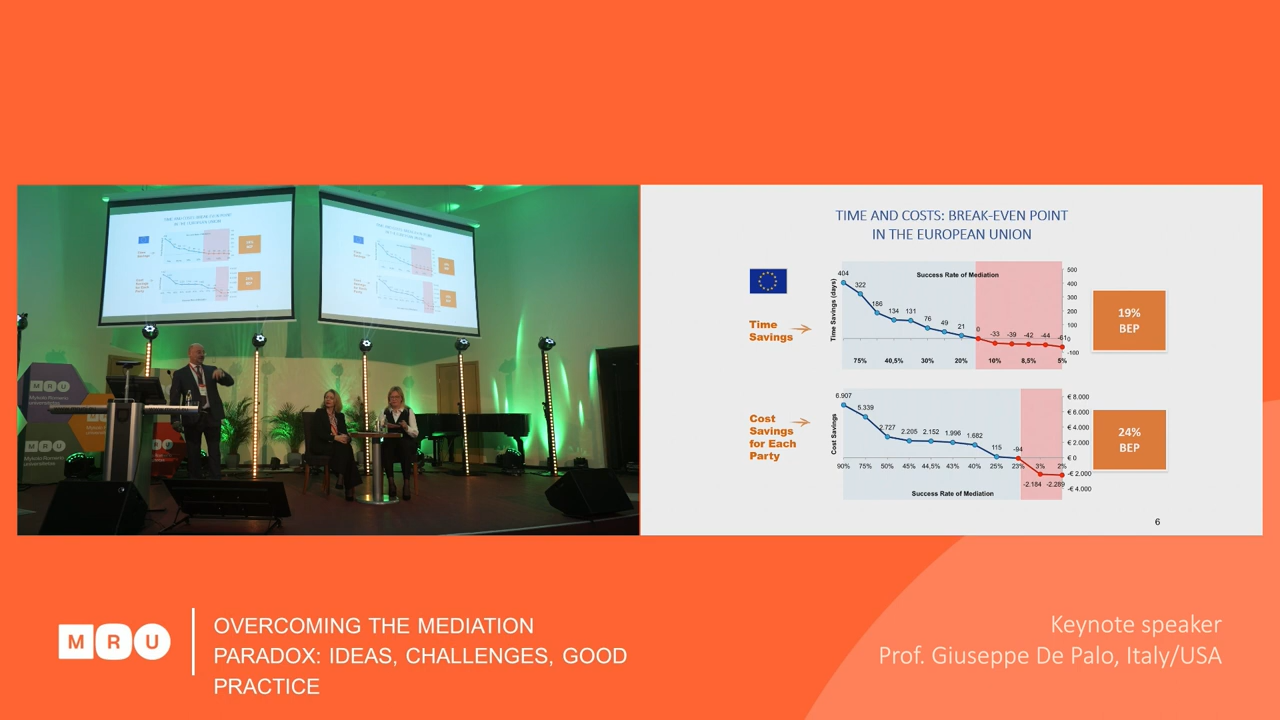 TIME AND COSTS: BREAK-EVEN POINT
IN THE EUROPEAN UNION
Time
Savings
Time Savings (days)
Success Rate of Mediation
404
322
186
134
131
76
49
21
0
-33
-39
-42
-44
-61
500
400
300
200
100
0
-100
75%
40,5%
30%
20%
10%
8,5%
5%
19%
BEP
Cost
Savings
for Each
Party
Cost Savings
6.907
5.339
2.727
2.205
2.152
1.996
1.682
115
-94
-2.184
-2.289
€ 8.000
€ 6.000
€ 4.000
€ 2.000
€ 0
-€ 2.000
-€ 4.000
90%
75%
50%
45%
44,5%
43%
40%
25%
23%
3%
2%
Success Rate of Mediation
24%
BEP
6
MRU
MRU
MRU
OVERCOMING THE MEDIATION
PARADOX: IDEAS, CHALLENGES, GOOD
PRACTICE
Keynote speaker
Prof. Giuseppe De Palo, Italy/USA